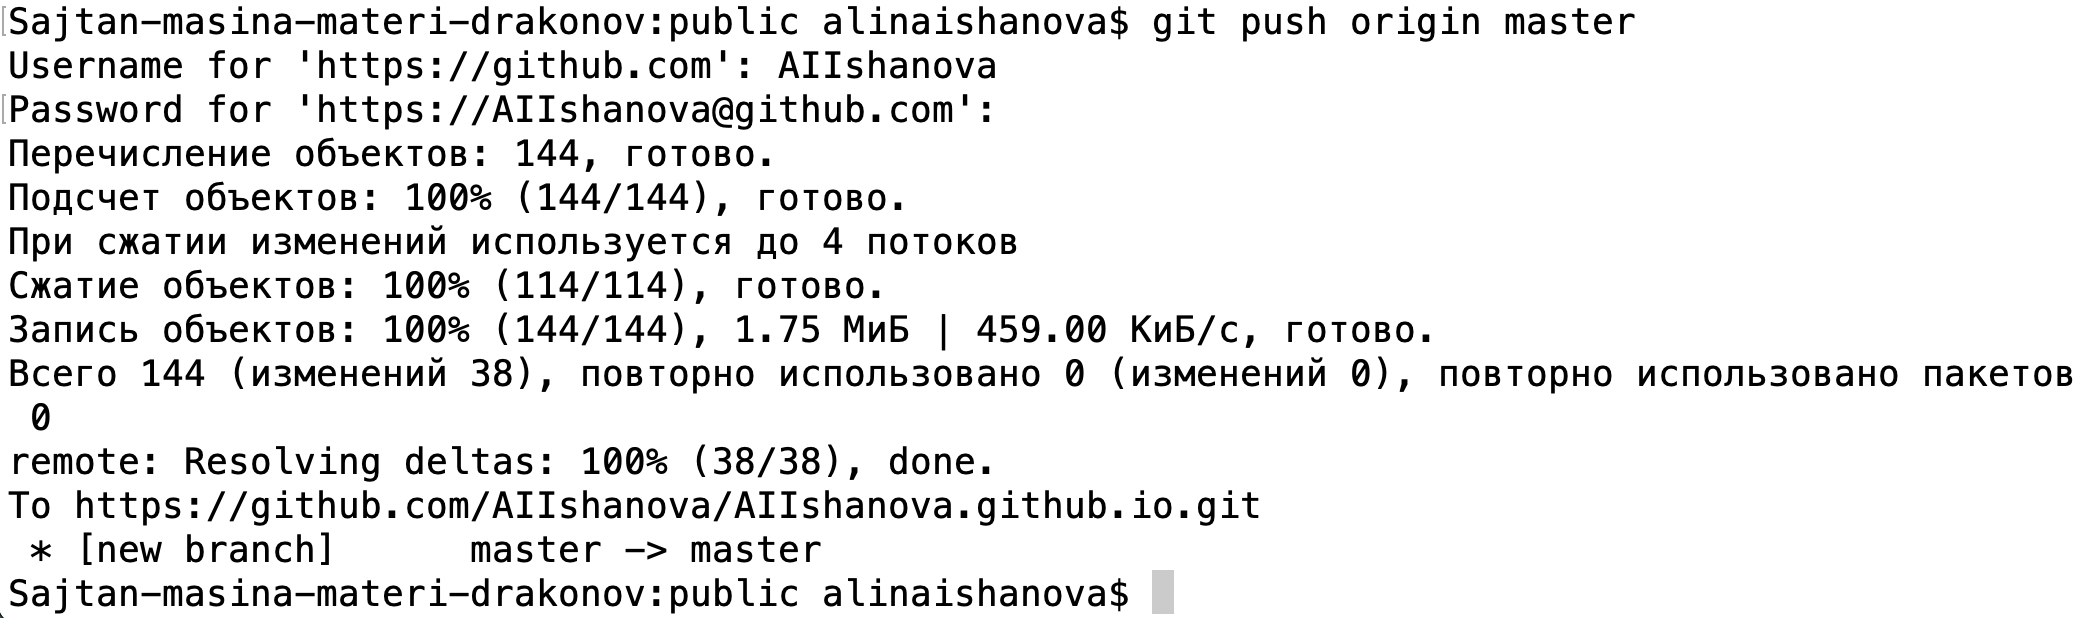 Sajtan-masina-materi-drakonov:public alinaishanova$ git push origin master
Username for 'https://github.com': AIIshanova
Password for 'https://AIIshanova@github.com':
Перечисление объектов: 144, готово.
Подсчет объектов: 100% (144/144), готово.
При сжатии изменений используется до 4 потоков
Сжатие объектов: 100% (114/114), готово.
Запись объектов: 100% (144/144), 1.75 МиБ | 459.00 КиБ/с, готово.
Всего 144 (изменений 38), повторно использовано 0 (изменений 0), повторно использовано пакетов
0
remote: Resolving deltas: 100% (38/38), done.
To https://github.com/AIIshanova/AIIshanova.github.io.git
* [new branch]      master -> master
Sajtan-masina-materi-drakonov:public alinaishanova$